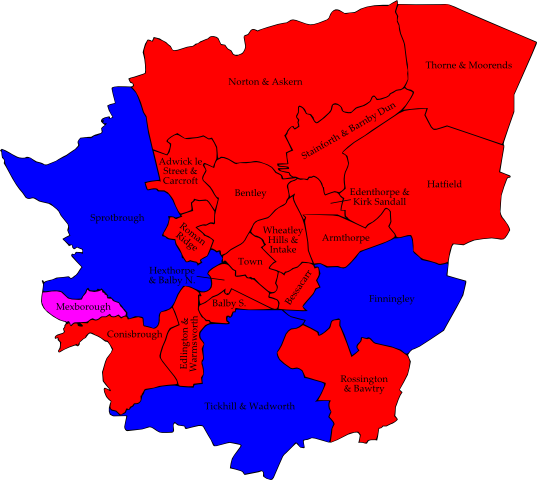 Thorne & Moorends
Norton & Askern
Stainforth & Barnby Dun
Adwick le
Street &
Carcroft
Hatfield
Bentley
Edenthorpe &
Kirk Sandall
Sprotbrough
Roman
Ridge
Wheatley
Hills &
Intake
Armthorpe
Town
Hexthorpe
& Balby N.
Bessacarr
Finningley
Balby S.
Mexborough
Conisbrough
Edlington &
Warmsworth
Rossington
& Bawtry
Tickhill & Wadworth